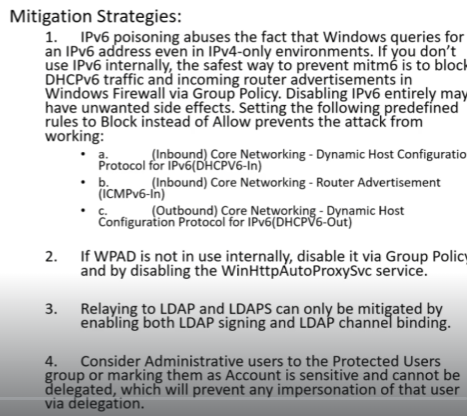 Mitigation Strategies:
1. IPv6 poisoning abuses the fact that Windows queries for
an IPv6 address even in IPv4-only environments. If you don't
use IPv6 internally, the safest way to prevent mitm6 is to block
DHCPv6 traffic and incoming router advertisements in
Windows Firewall via Group Policy. Disabling IPv6 entirely may
have unwanted side effects. Setting the following predefined
rules to Block instead of Allow prevents the attack from
working:
• a. (Inbound) Core Networking - Dynamic Host Configuratio
Protocol for IPv6(DHCPV6-In)
• b. (Inbound) Core Networking - Router Advertisement
(ICMPv6-In)
• c. (Outbound) Core Networking - Dynamic Host
Configuration Protocol for IPv6(DHCPV6-Out)
2. If WPAD is not in use internally, disable it via Group Policy
and by disabling the WinHttpAutoProxySvc service.
3. Relaying to LDAP and LDAPS can only be mitigated by
enabling both LDAP signing and LDAP channel binding.
4. Consider Administrative users to the Protected Users
group or marking them as Account is sensitive and cannot be
delegated, which will prevent any impersonation of that user
via delegation.